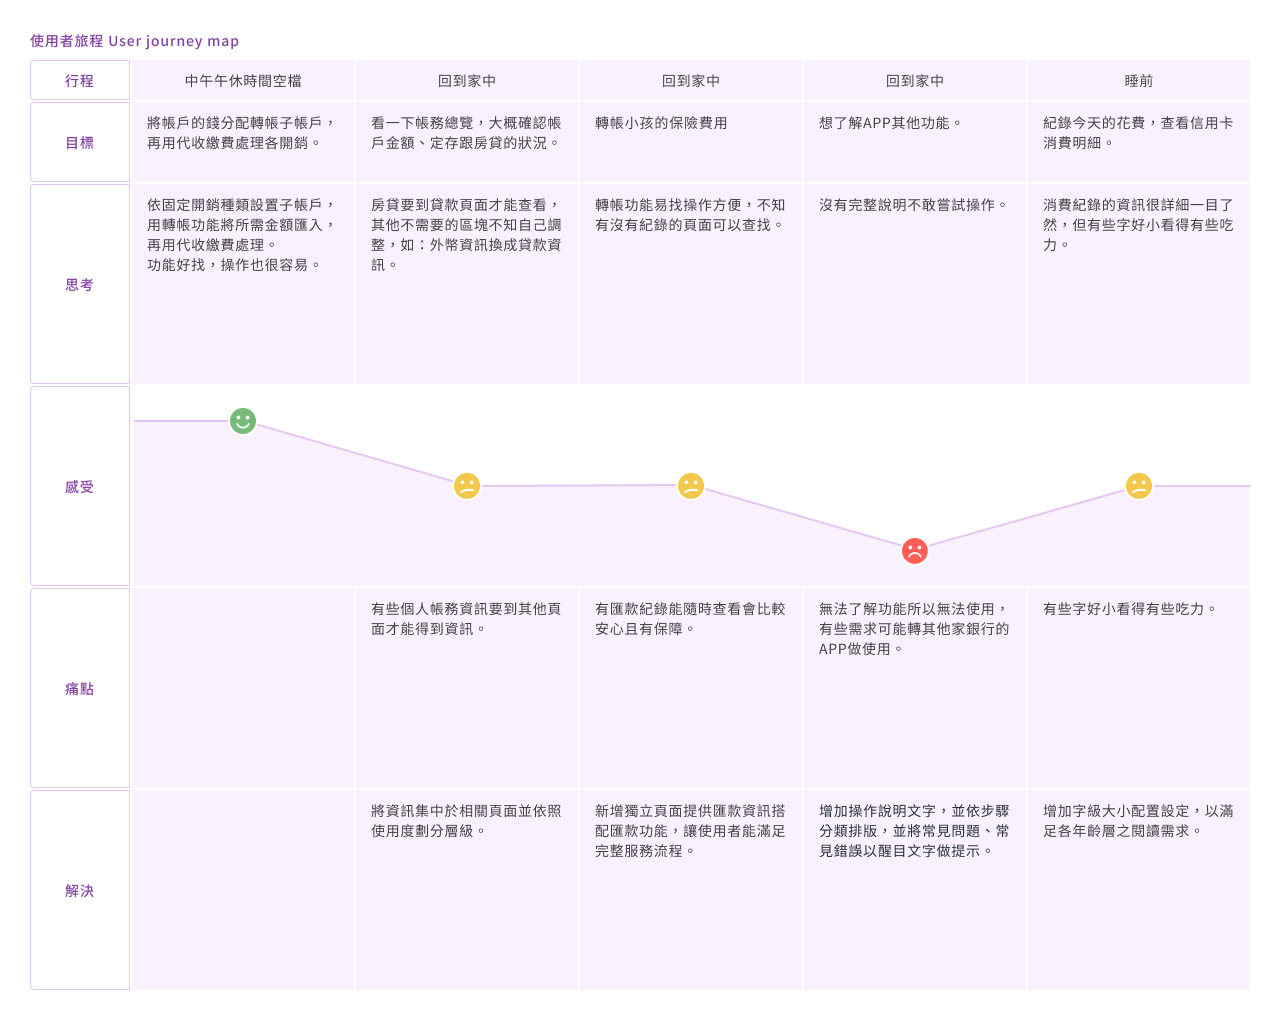 使用者旅程 User journey map
行程
中午午休時間空檔
回到家中
回到家中
回到家中
睡前
目標
將帳戶的錢分配轉帳子帳戶，
再用代收繳費處理各開銷。
看一下帳務總覽，大概確認帳
戶金額、定存跟房貸的狀況。
轉帳小孩的保險費用
想了解APP其他功能。
紀錄今天的花費，查看信用卡
消費明細。
思考
依固定開銷種類設置子帳戶，
用轉帳功能將所需金額匯入，
再用代收繳費處理。
功能好找，操作也很容易。
房貸要到貸款頁面才能查看，
其他不需要的區塊不知自己調
整，如：外幣資訊換成貸款資
訊。
轉帳功能易找操作方便，不知
有沒有紀錄的頁面可以查找。
沒有完整說明不敢嘗試操作。
消費紀錄的資訊很詳細一目了
然，但有些字好小看得有些吃
力。
感受
痛點
有些個人帳務資訊要到其他頁
面才能得到資訊。
有匯款紀錄能隨時查看會比較
安心且有保障。
無法了解功能所以無法使用，
有些需求可能轉其他家銀行的
APP做使用。
有些字好小看得有些吃力。
解決
將資訊集中於相關頁面並依照
使用度劃分層級。
新增獨立頁面提供匯款資訊搭
配匯款功能，讓使用者能滿足
完整服務流程。
增加操作說明文字，並依步驟
分類排版，並將常見問題、常
見錯誤以醒目文字做提示。
增加字級大小配置設定，以滿
足各年齡層之閱讀需求。